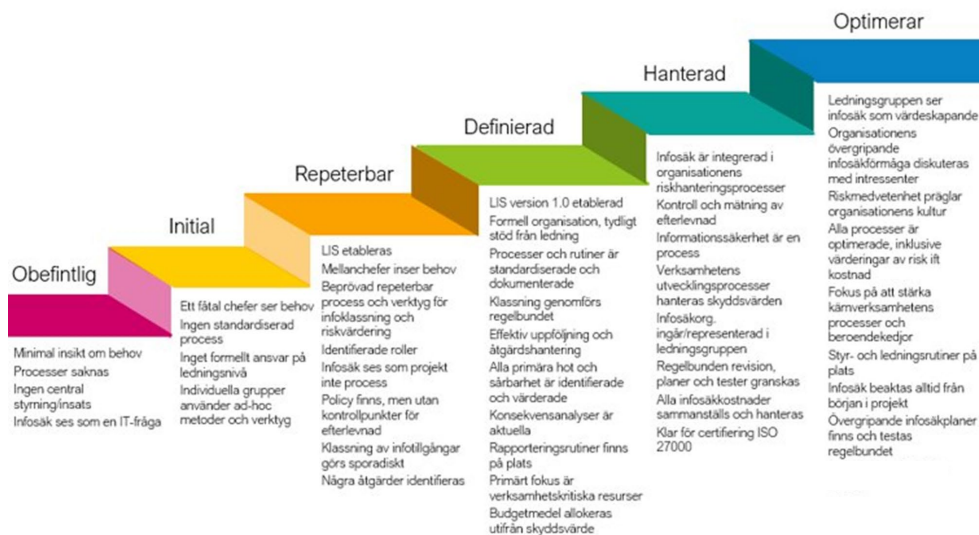 Obefintlig
Minimal insikt om behov
Processer saknas
Ingen central
styrning/insats
Infosäk ses som en IT-fråga
Initial
Ett fåtal chefer ser behov
Ingen standardiserad
process
Inget formellt ansvar på
ledningsnivå
Individuella grupper
använder ad-hoc
metoder och verktyg
Repeterbar
LIS etableras
Mellanchefer inser behov
Beprövad repeterbar
process och verktyg för
infoklassning och
riskvärdering
Identifierade roller
Infosäk ses som projekt
inte process
Policy finns, men utan
kontrollpunkter för
efterlevnad
Klassning av infotillgångar
görs sporadiskt
Några åtgärder identifieras
Definierad
LIS version 1.0 etablerad
Formell organisation, tydligt
stöd från ledning
Processer och rutiner är
standardiserade och
dokumenterade
Klassning genomförs
regelbundet
Effektiv uppföljning och
åtgärdshantering
Alla primära hot och
sårbarhet är identifierade
och värderade
Konsekvensanalyser är
aktuella
Rapporteringsrutiner finns
på plats
Primärt fokus är
verksamhetskritiska resurser
Budgetmedel allokeras
utifrån skyddsvärde
Hanterad
Infosäk är integrerad i
organisationens
riskhanteringsprocesser
Kontroll och mätning av
efterlevnad
Informationssäkerhet är en
process
Verksamhetens
utvecklingsprocesser
hanteras skyddsvärden
Infosäkorg.
ingår/representerad i
ledningsgruppen
Regelbunden revision,
planer och tester granskas
Alla infosäkkostnader
sammanställs och hanteras
Klar för certifiering ISO
27000
Optimerar
Ledningsgruppen ser
infosäk som värdeskapande
Organisationens
övergripande
infosäkförmåga diskuteras
med intressenter
Riskmedvetenhet präglar
organisationens kultur
Alla processer är
optimerade, inklusive
värderingar av risk ift
kostnad
Fokus på att stärka
kärnverksamhetens
processer och
beroendekedjor
Styr- och ledningsrutiner på
plats
Infosäk beaktas alltid från
början i projekt
Övergripande infosäkplaner
finns och testas
regelbundet